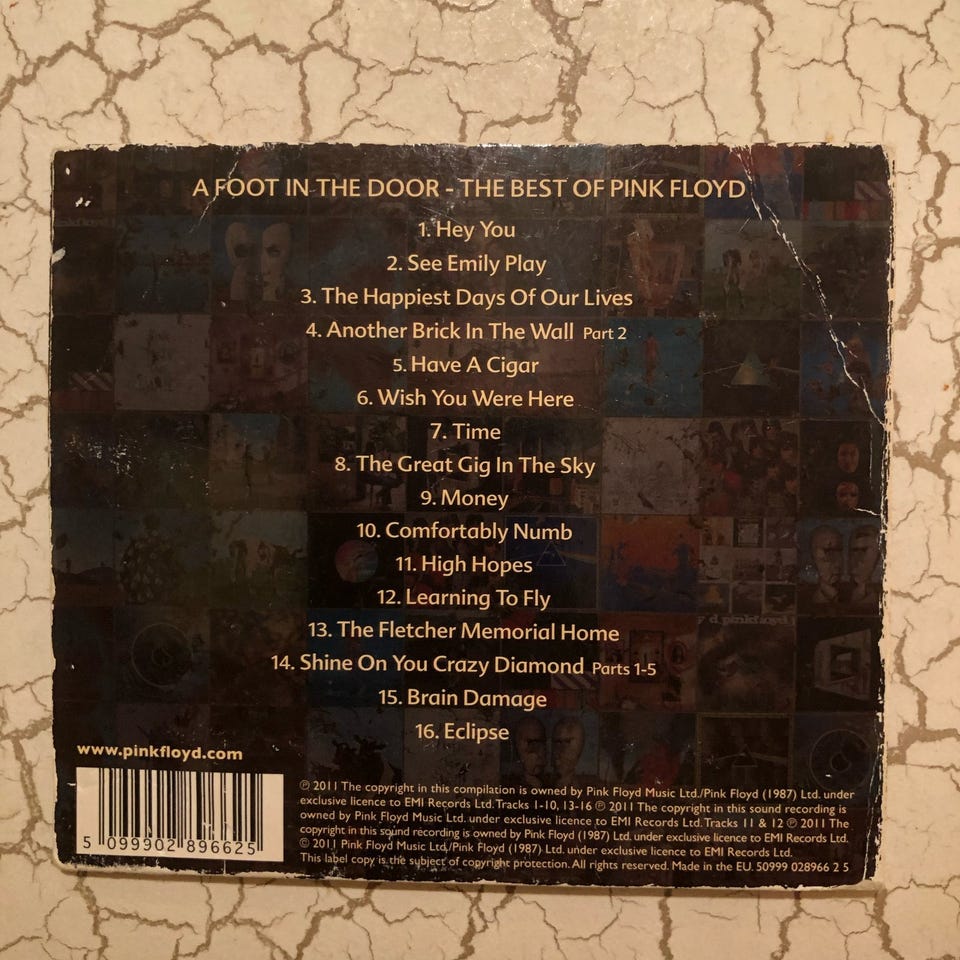 A FOOT IN THE DOOR - THE BEST OF PINK FLOYD
1. Hey You
2. See Emily Play
3. The Happiest Days Of Our Lives
4. Another Brick In The Wall Part 2
5. Have A Cigar
6. Wish You Were Here
7. Time
8. The Great Gig In The Sky
9. Money
10. Comfortably Numb
11. High Hopes
12. Learning To Fly
13. The Fletcher Memorial Home
14. Shine On You Crazy Diamond Parts 1-5
15. Brain Damage
16. Eclipse
www.pinkfloyd.com
5 099902 896625
℗ 2011 The copyright in this compilation is owned by Pink Floyd Music Ltd./Pink Floyd (1987) Ltd. under
exclusive licence to EMI Records Ltd. Tracks 1-10, 13-16 ℗ 2011 The copyright in this sound recording is
owned by Pink Floyd Music Ltd. under exclusive licence to EMI Records Ltd. Tracks 11 & 12 ℗ 2011 The
copyright in this sound recording is owned by Pink Floyd (1987) Ltd. under exclusive licence to EMI Records Ltd.
© 2011 Pink Floyd Music Ltd./Pink Floyd (1987) Ltd. under exclusive licence to EMI Records Ltd.
This label copy is the subject of copyright protection. All rights reserved. Made in the EU. 50999 028966 2 5